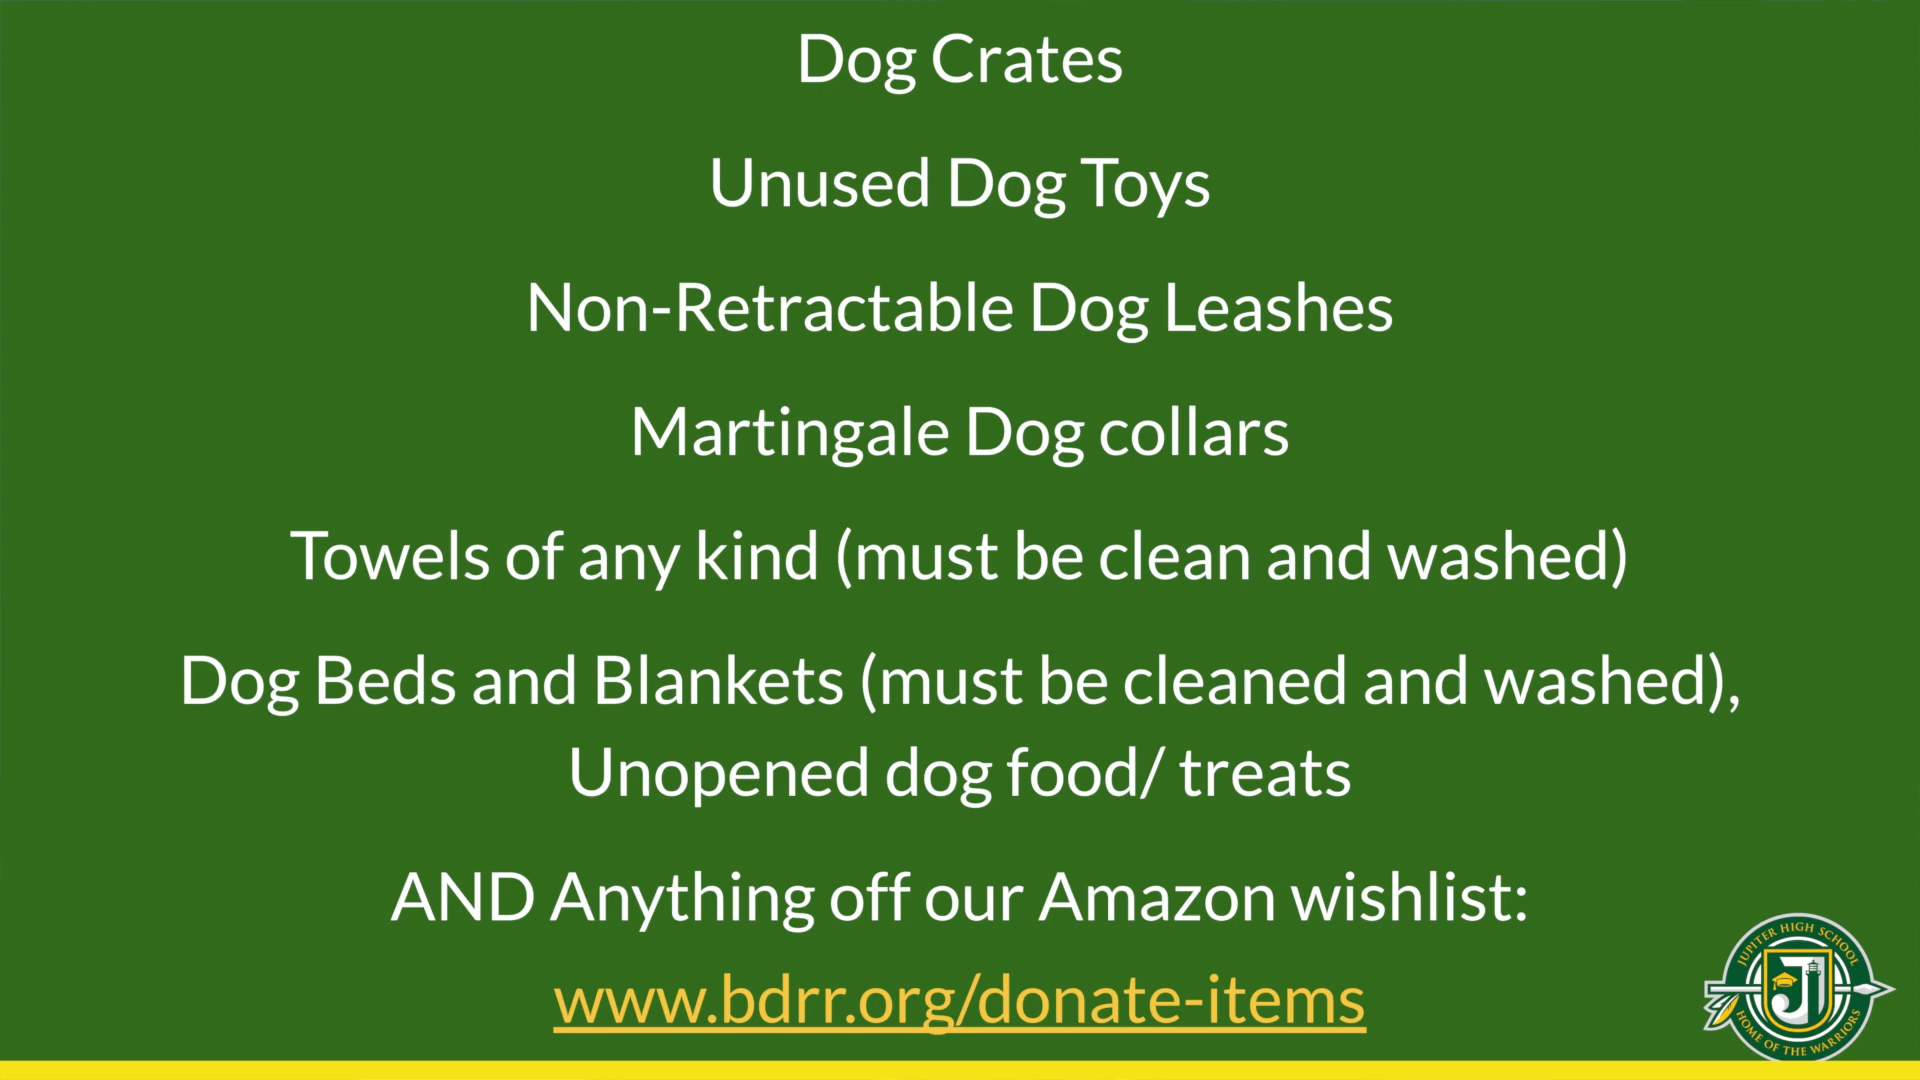 Dog Crates
Unused Dog Toys
Non-Retractable Dog Leashes
Martingale Dog collars
Towels of any kind (must be clean and washed)
Dog Beds and Blankets (must be cleaned and washed),
Unopened dog food/ treats
AND Anything off our Amazon wishlist:
www.bdrr.org/donate-items
JUPITER HIGH SCHOOL
J
HOME OF THE WARRIORS